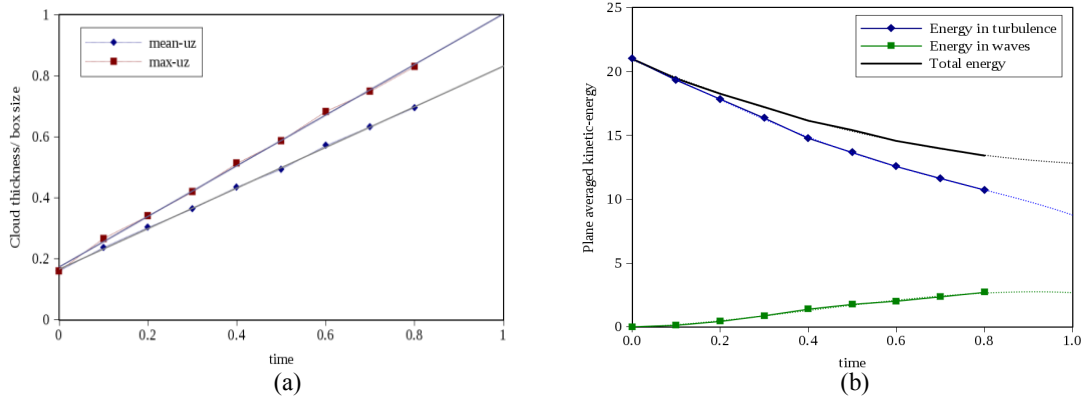 1
0.8
0.6
0.4
0.2
0
0
0.2
0.4
0.6
0.8
1
Cloud thickness/ box size
time
mean-uz
max-uz
(a)
25
20
15
10
5
0
0.0
0.2
0.4
0.6
0.8
1.0
Plane averaged kinetic-energy
time
Energy in turbulence
Energy in waves
Total energy
(b)